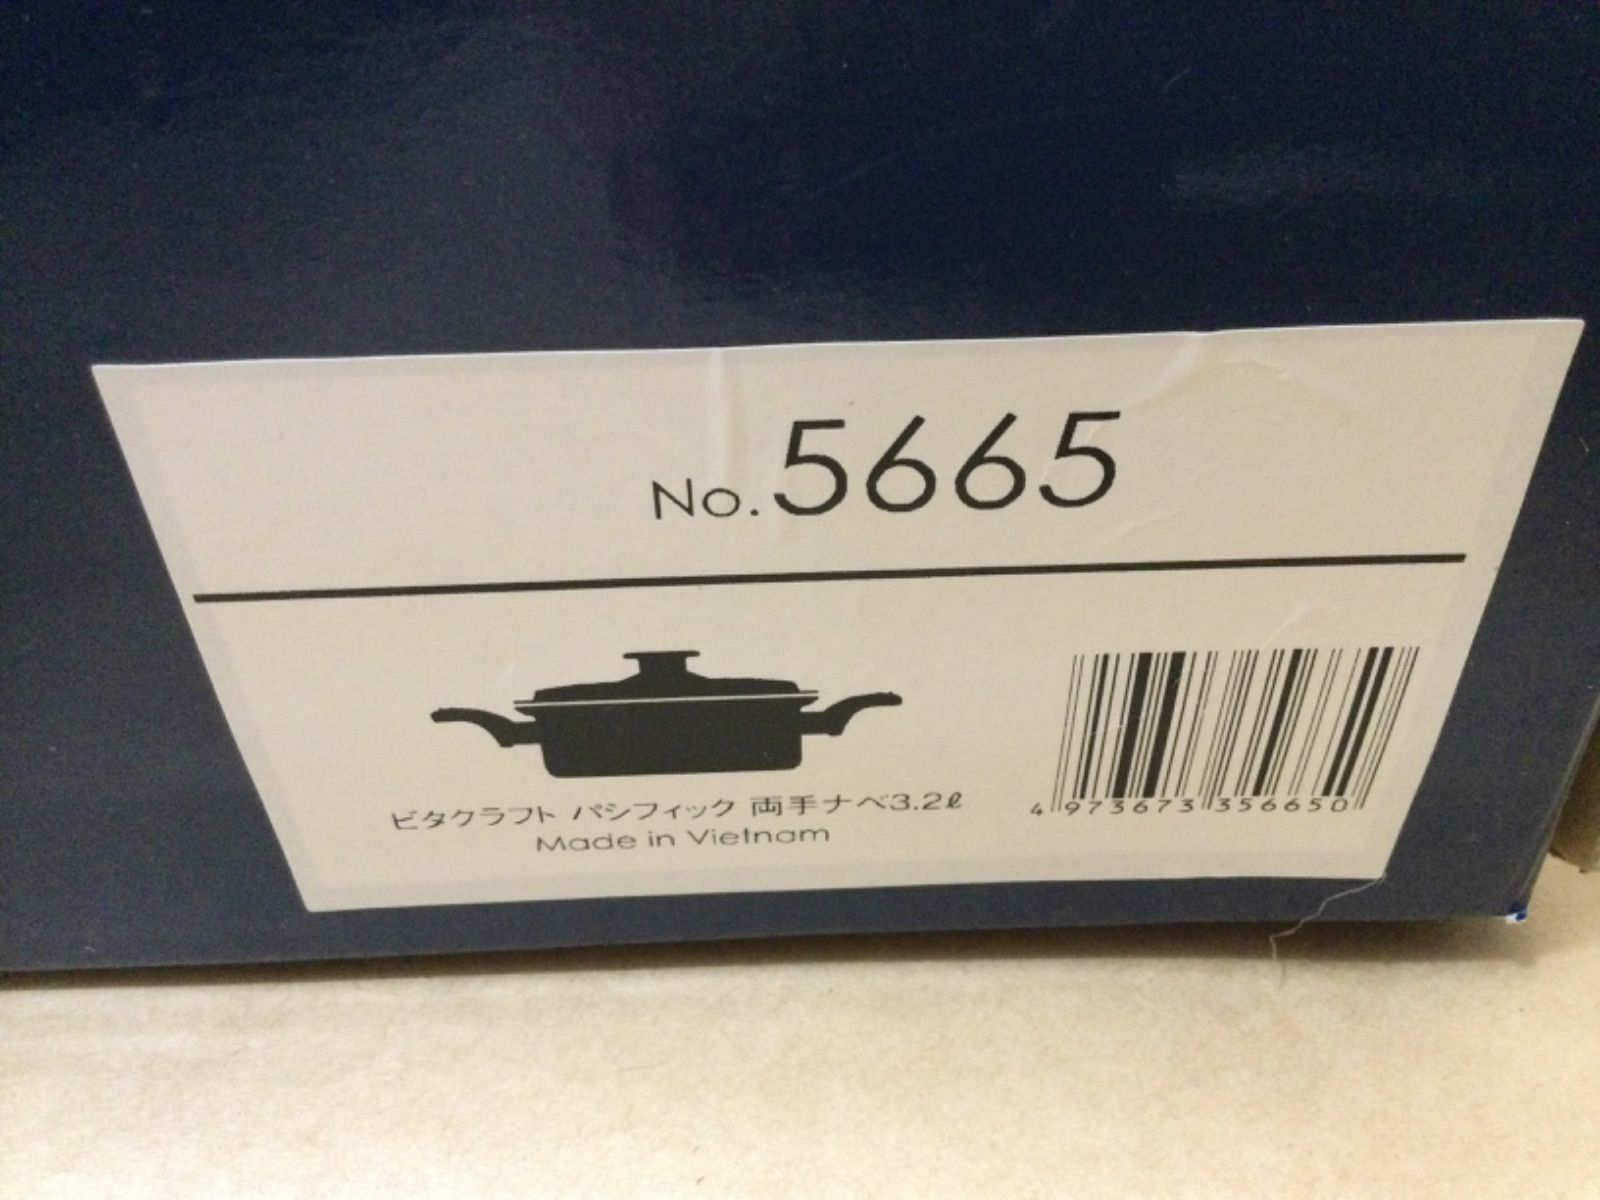 No.5665
ビタクラフト パシフィック 両手ナベ3.2ℓ
Made in Vietnam
4 973673 356650